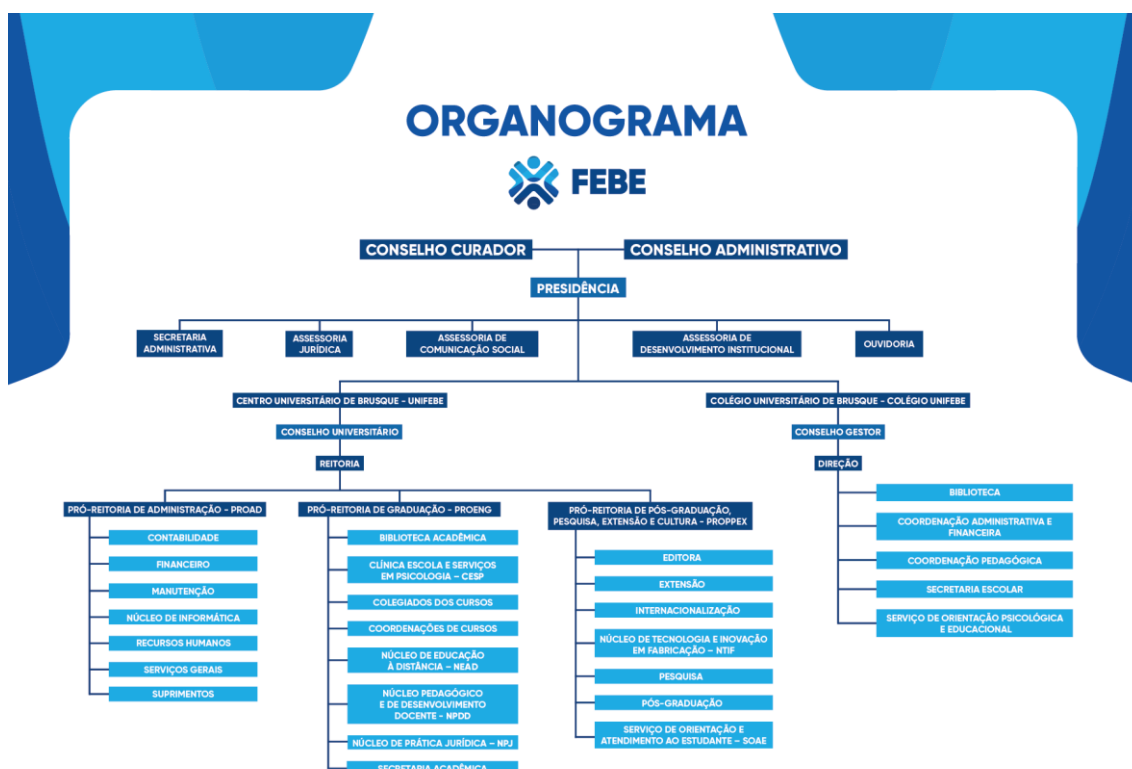 ORGANOGRAMA
FEBE
CONSELHO CURADOR
CONSELHO ADMINISTRATIVO
PRESIDÊNCIA
SECRETARIA
ADMINISTRATIVA
ASSESSORIA
JURÍDICA
ASSESSORIA DE
COMUNICAÇÃO SOCIAL
ASSESSORIA DE
DESENVOLVIMENTO INSTITUCIONAL
OUVIDORIA
CENTRO UNIVERSITÁRIO DE BRUSQUE - UNIFEBE
CONSELHO UNIVERSITÁRIO
REITORIA
PRÓ-REITORIA DE ADMINISTRAÇÃO - PROAD
CONTABILIDADE
FINANCEIRO
MANUTENÇÃO
NÚCLEO DE INFORMÁTICA
RECURSOS HUMANOS
SERVIÇOS GERAIS
SUPRIMENTOS
PRÓ-REITORIA DE GRADUAÇÃO - PROENG
BIBLIOTECA ACADÊMICA
CLÍNICA ESCOLA E SERVIÇOS
EM PSICOLOGIA – CESP
COLEGIADOS DOS CURSOS
COORDENAÇÕES DE CURSOS
NÚCLEO DE EDUCAÇÃO
À DISTÂNCIA – NEAD
NÚCLEO PEDAGÓGICO
E DE DESENVOLVIMENTO
DOCENTE - NPDD
NÚCLEO DE PRÁTICA JURÍDICA – NPJ
SECRETARIA ACADÊMICA
PRÓ-REITORIA DE PÓS-GRADUAÇÃO,
PESQUISA, EXTENSÃO E CULTURA - PROPPEX
EDITORA
EXTENSÃO
INTERNACIONALIZAÇÃO
NÚCLEO DE TECNOLOGIA E INOVAÇÃO
EM FABRICAÇÃO – NTIF
PESQUISA
PÓS-GRADUAÇÃO
SERVIÇO DE ORIENTAÇÃO E
ATENDIMENTO AO ESTUDANTE – SOAE
COLÉGIO UNIVERSITÁRIO DE BRUSQUE - COLÉGIO UNIFEBE
CONSELHO GESTOR
DIREÇÃO
BIBLIOTECA
COORDENAÇÃO ADMINISTRATIVA E
FINANCEIRA
COORDENAÇÃO PEDAGÓGICA
SECRETARIA ESCOLAR
SERVIÇO DE ORIENTAÇÃO PSICOLÓGICA
E EDUCACIONAL